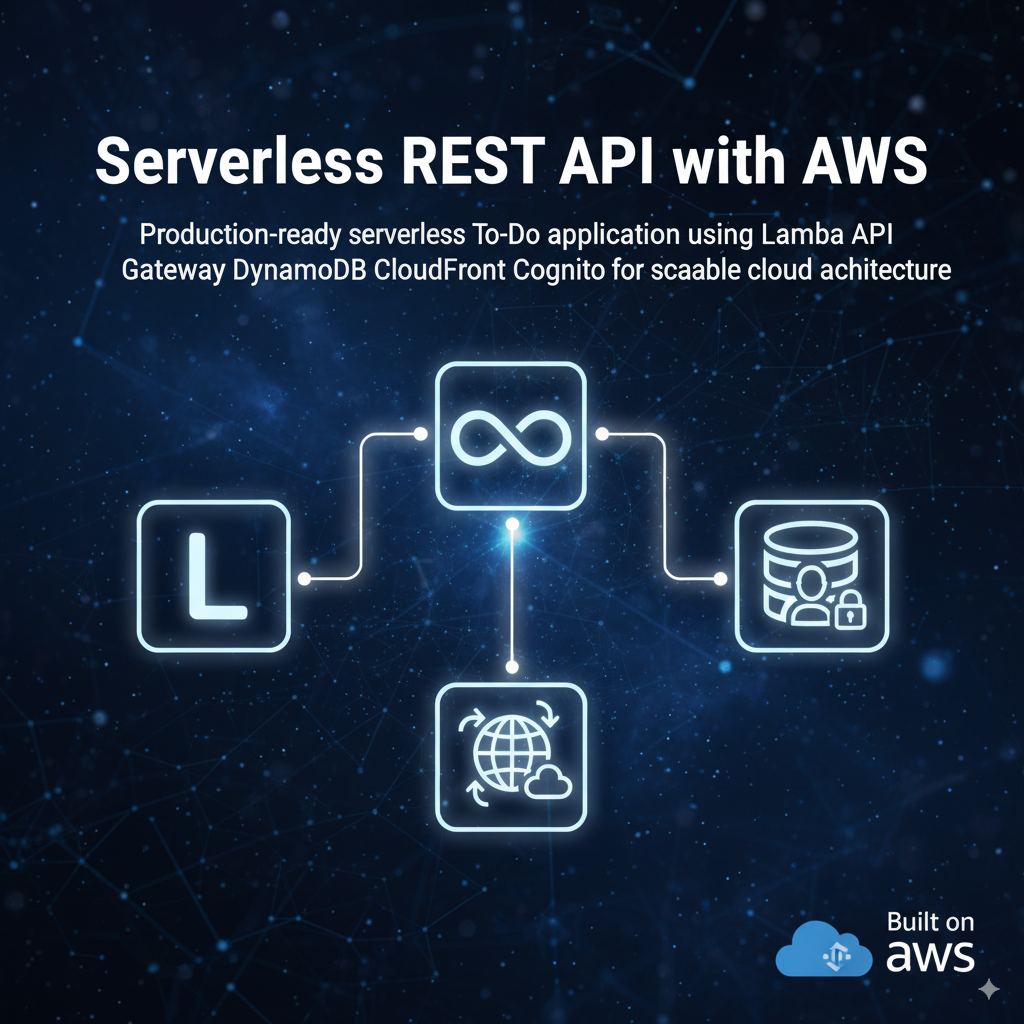 Serverless REST API with AWS
Production-ready serverless To-Do application using Lamba API
Gateway DynamoDB CloudFront Cognito for scaable cloud achitecture
L
Built on
aws